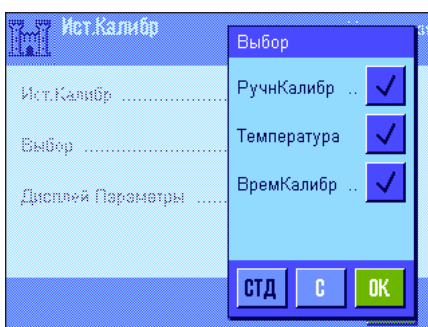 Ист.Калибр
Ист.Калибр ................
Выбор ......................
Дисплей Параметры .....
Выбор
РучнКалибр ..
Температура
ВремКалибр ..
СТД
C
OK